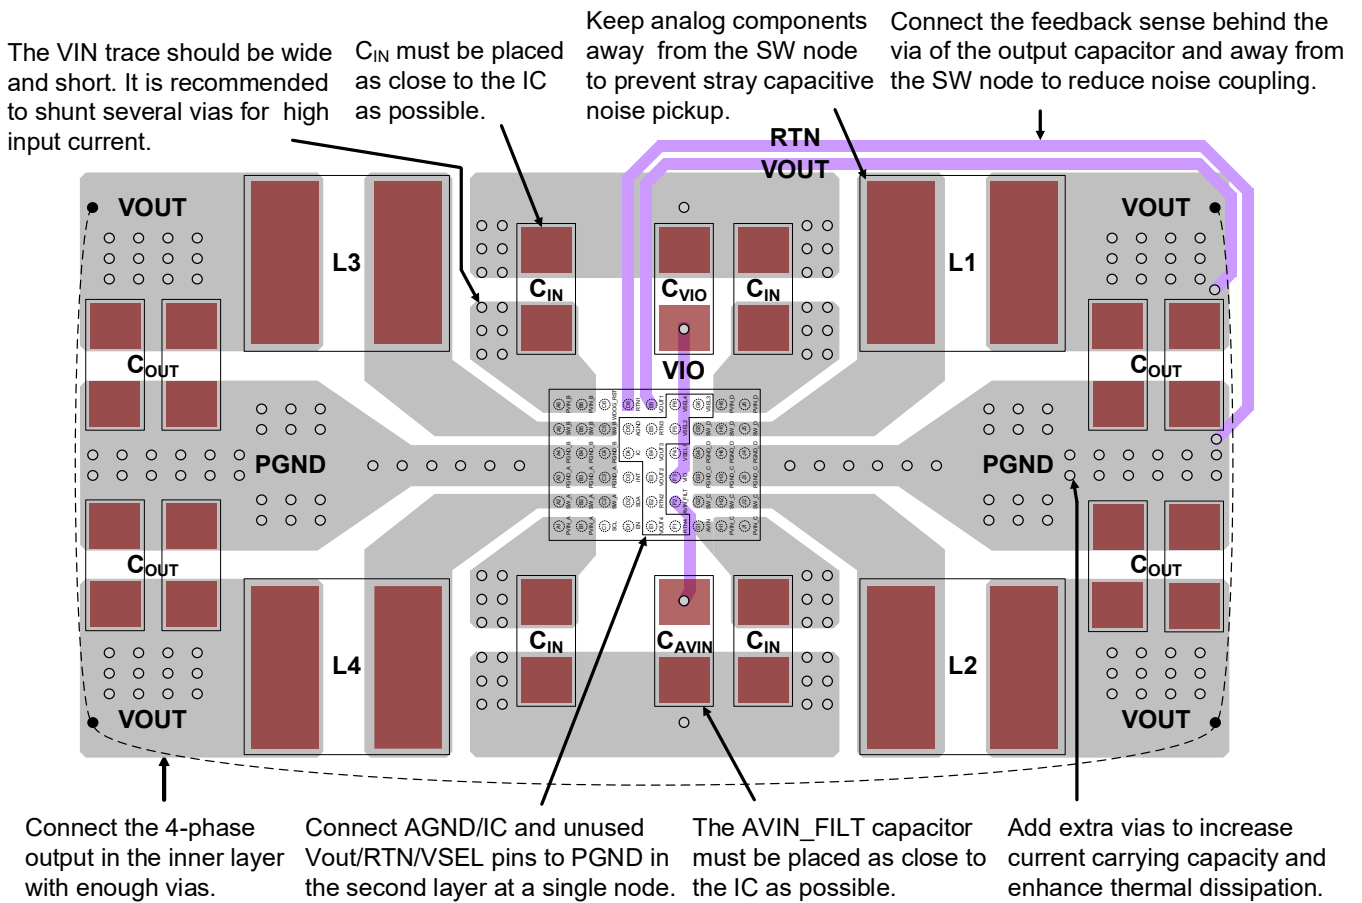 The VIN trace should be wide
and short. It is recommended
to shunt several vias for high
input current.
CIN must be placed
as close to the IC
as possible.
Keep analog components
away from the SW node
to prevent stray capacitive
noise pickup.
Connect the feedback sense behind the
via of the output capacitor and away from
the SW node to reduce noise coupling.
RTN
VOUT
VOUT
L3
CIN
CVIO
CIN
L1
VOUT
COUT
VIO
COUT
PGND
PGND
COUT
COUT
L4
CIN
CAVIN
CIN
L2
VOUT
VOUT
Connect the 4-phase
output in the inner layer
with enough vias.
Connect AGND/IC and unused
Vout/RTN/VSEL pins to PGND in
the second layer at a single node.
The AVIN_FILT capacitor
must be placed as close to
the IC as possible.
Add extra vias to increase
current carrying capacity and
enhance thermal dissipation.